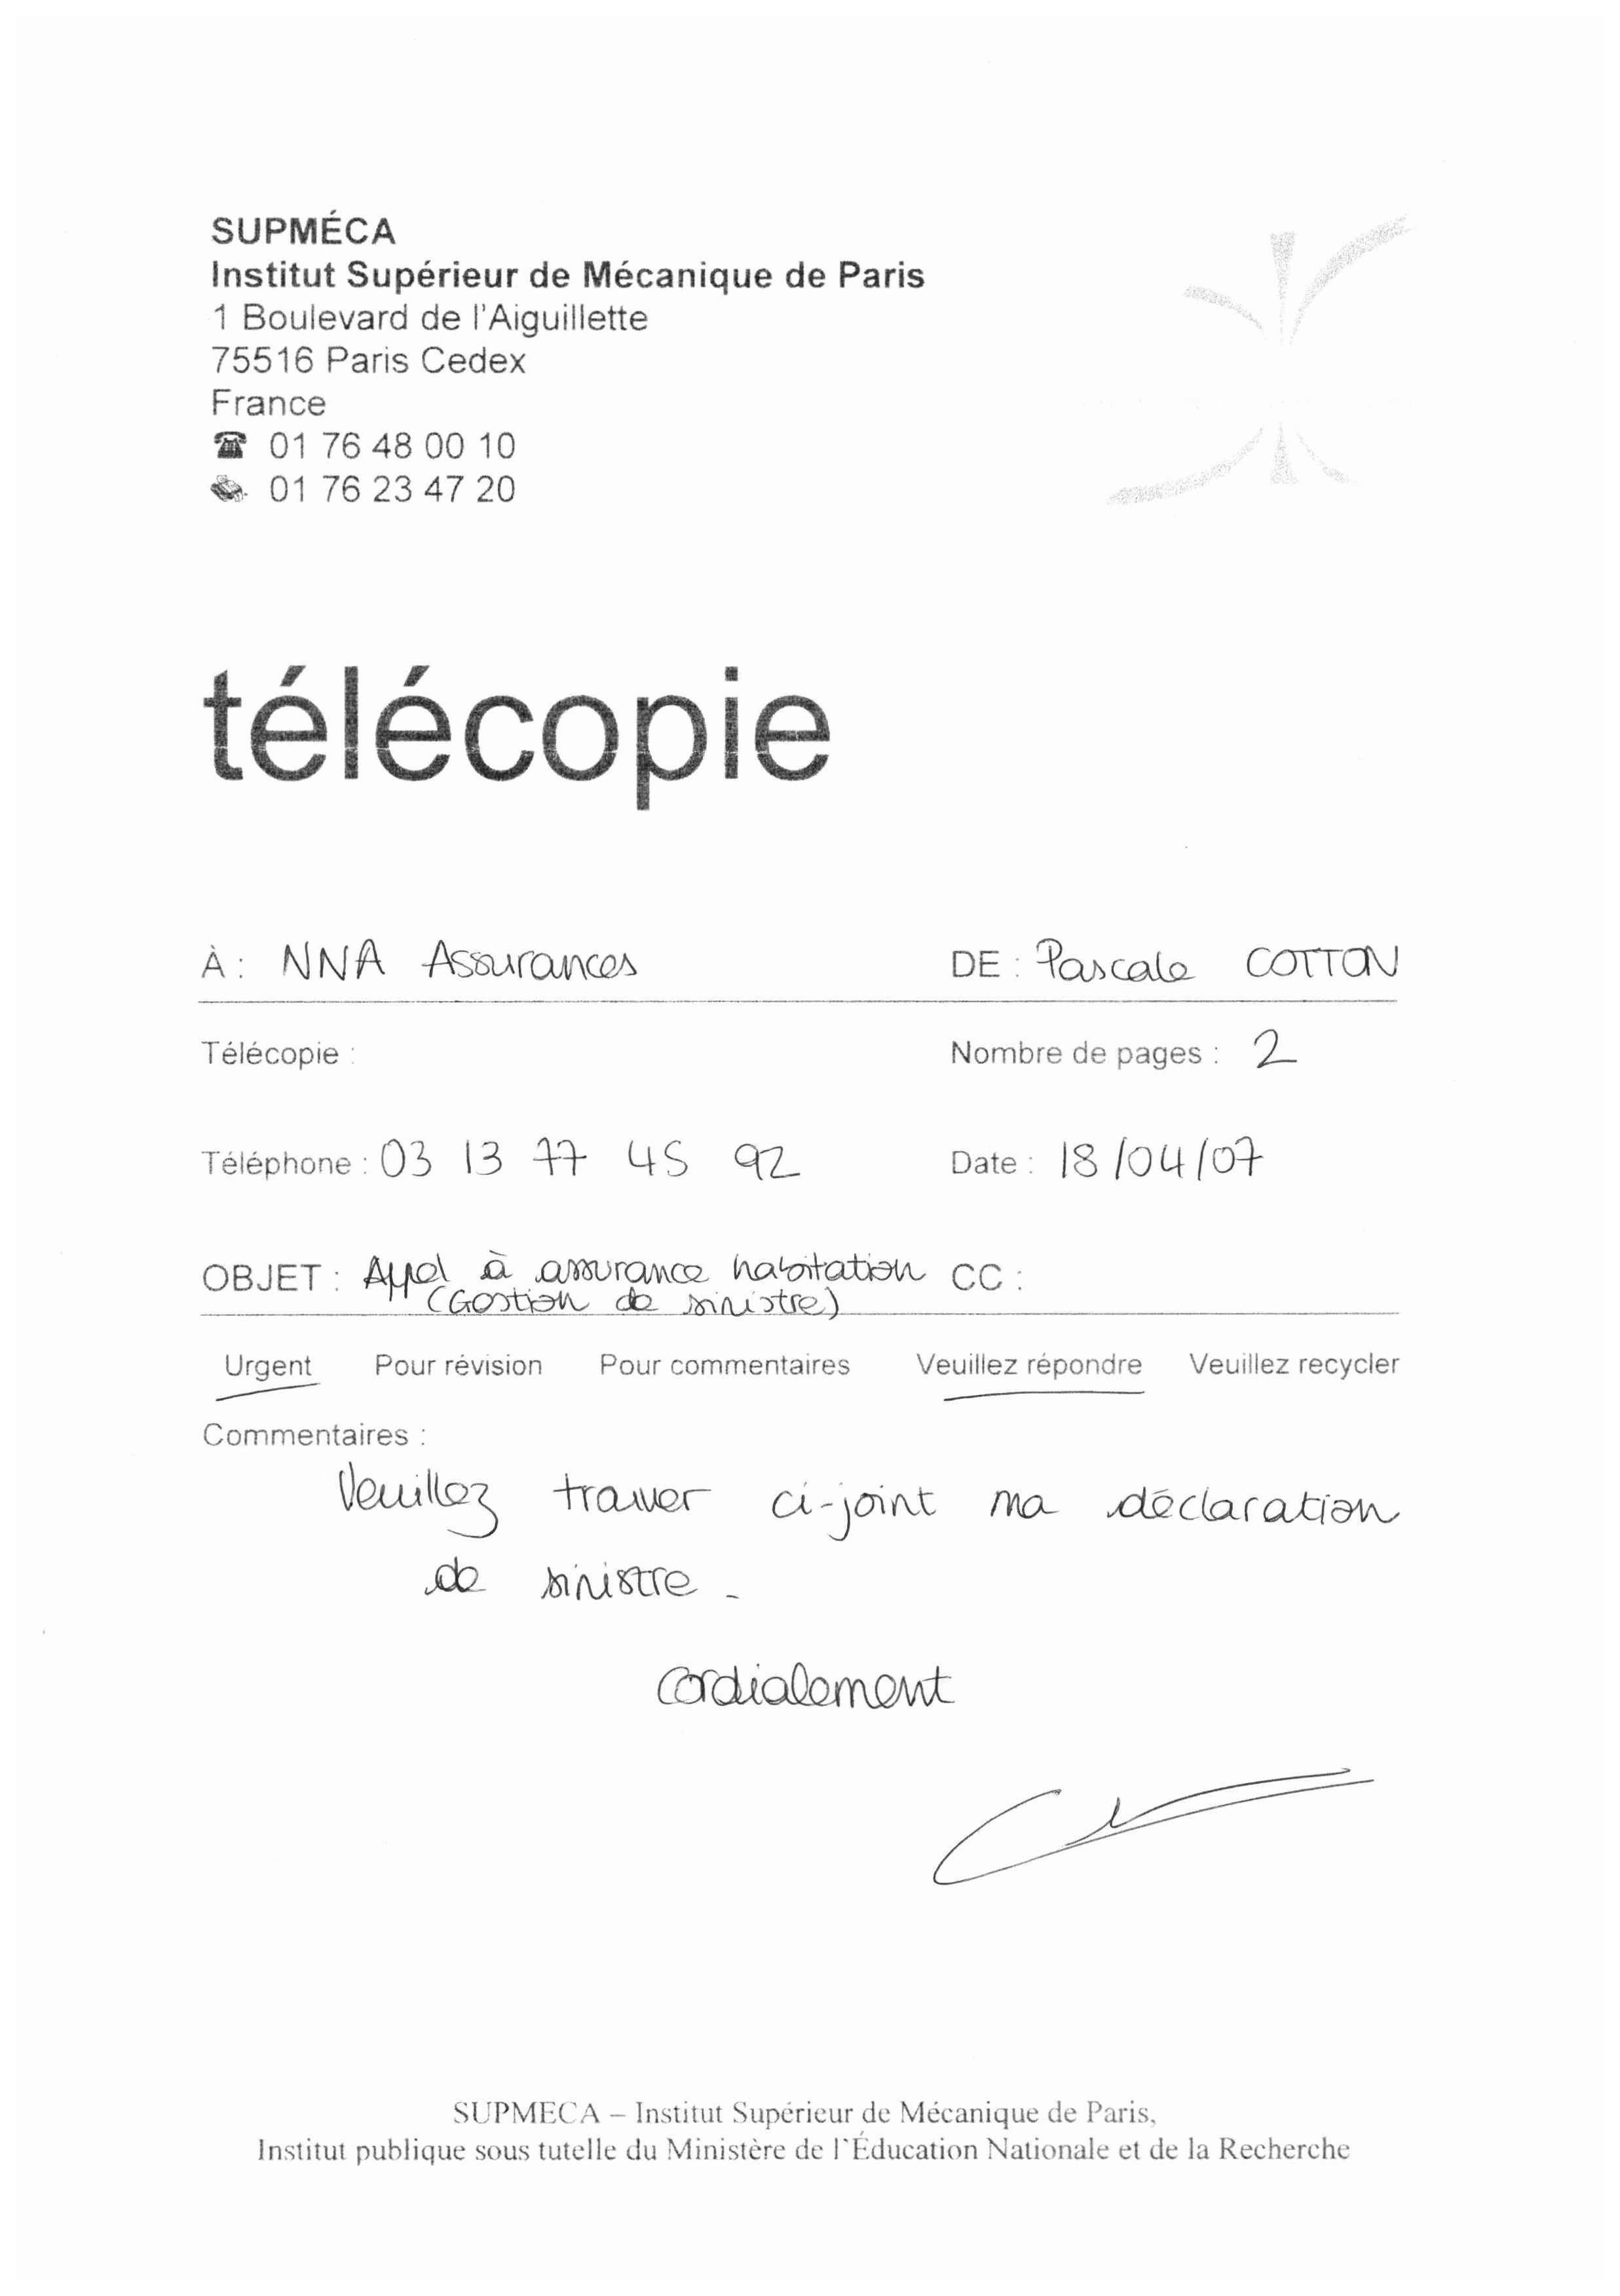 SUPMÉCA
Institut Supérieur de Mécanique de Paris
1 Boulevard de l'Aiguillette
75516 Paris Cedex
France
01 76 48 00 10
01 76 23 47 20
télécopie
À : NNA Assurances DE : Pascale COTTON
Télécopie : Nombre de pages : 2
Téléphone : 03 13 77 45 92 Date : 18/04/07
OBJET : Appel à assurance habitation CC :
(Gestion de sinistre)
Urgent Pour révision Pour commentaires Veuillez répondre Veuillez recycler
Commentaires :
Veuillez trouver ci-joint ma déclaration
de sinistre.
Cordialement
SUPMECA – Institut Supérieur de Mécanique de Paris,
Institut publique sous tutelle du Ministère de l'Éducation Nationale et de la Recherche